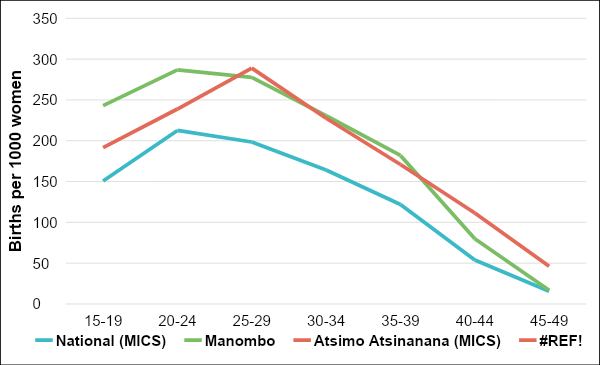 Births per 1000 women
350
300
250
200
150
100
50
0
15-19 20-24 25-29 30-34 35-39 40-44 45-49
National (MICS) Manombo Atsimo Atsinanana (MICS) #REF!